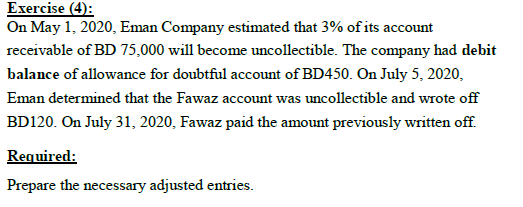 Exercise (4):
On May 1, 2020, Eman Company estimated that 3% of its account
receivable of BD 75,000 will become uncollectible. The company had debit
balance of allowance for doubtful account of BD450. On July 5, 2020,
Eman determined that the Fawaz account was uncollectible and wrote off
BD120. On July 31, 2020, Fawaz paid the amount previously written off.
Required:
Prepare the necessary adjusted entries.